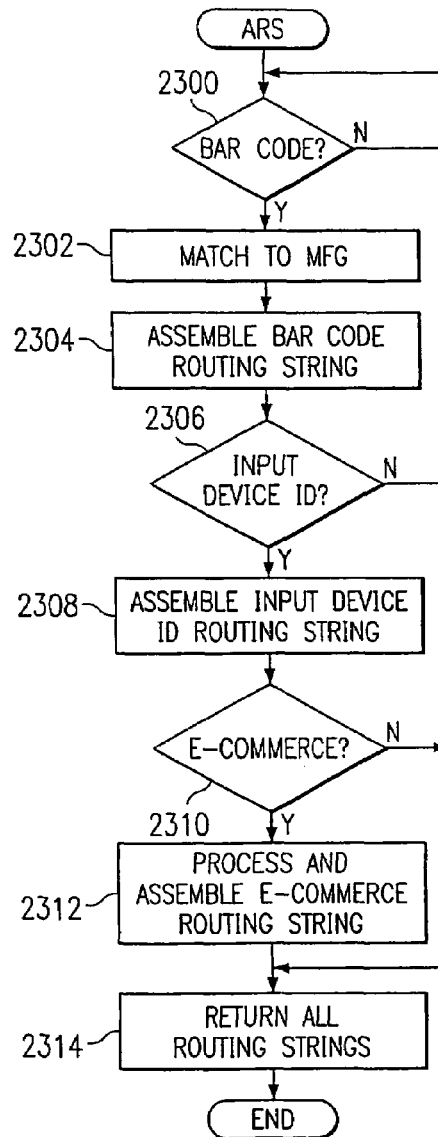 ARS
2300
BAR CODE?
N
Y
2302
MATCH TO MFG
2304
ASSEMBLE BAR CODE
ROUTING STRING
2306
INPUT
DEVICE ID?
N
Y
2308
ASSEMBLE INPUT DEVICE
ID ROUTING STRING
E-COMMERCE?
N
2310
Y
2312
PROCESS AND
ASSEMBLE E-COMMERCE
ROUTING STRING
2314
RETURN ALL
ROUTING STRINGS
END